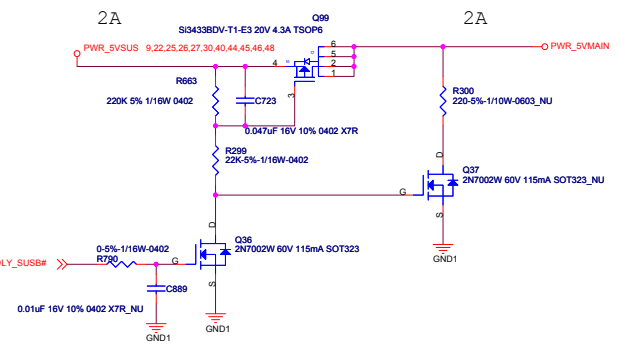 2A
Q99
2A
Si3433BDV-T1-E3 20V 4.3A TSOP6
PWR_5VSUS 9,22,25,26,27,30,40,44,45,46,48
6
5
2
1
4
3
PWR_5VMAIN
R663
220K 5% 1/16W 0402
C723
0.047uF 16V 10% 0402 X7R
R300
220-5%-1/10W-0603_NU
R299
22K-5%-1/16W-0402
D
Q37
2N7002W 60V 115mA SOT323_NU
G
S
GND1
D
Q36
2N7002W 60V 115mA SOT323
0-5%-1/16W-0402
R790
G
LY_SUSB#
S
C889
0.01uF 16V 10% 0402 X7R_NU
GND1
GND1